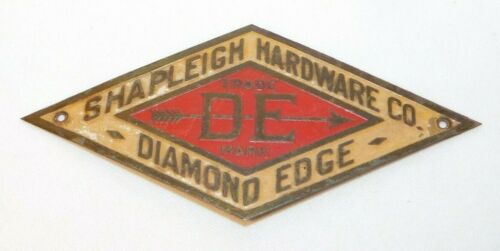 SHAPLEIGH HARDWARE CO.
TRADE
DE
MARK
DIAMOND EDGE